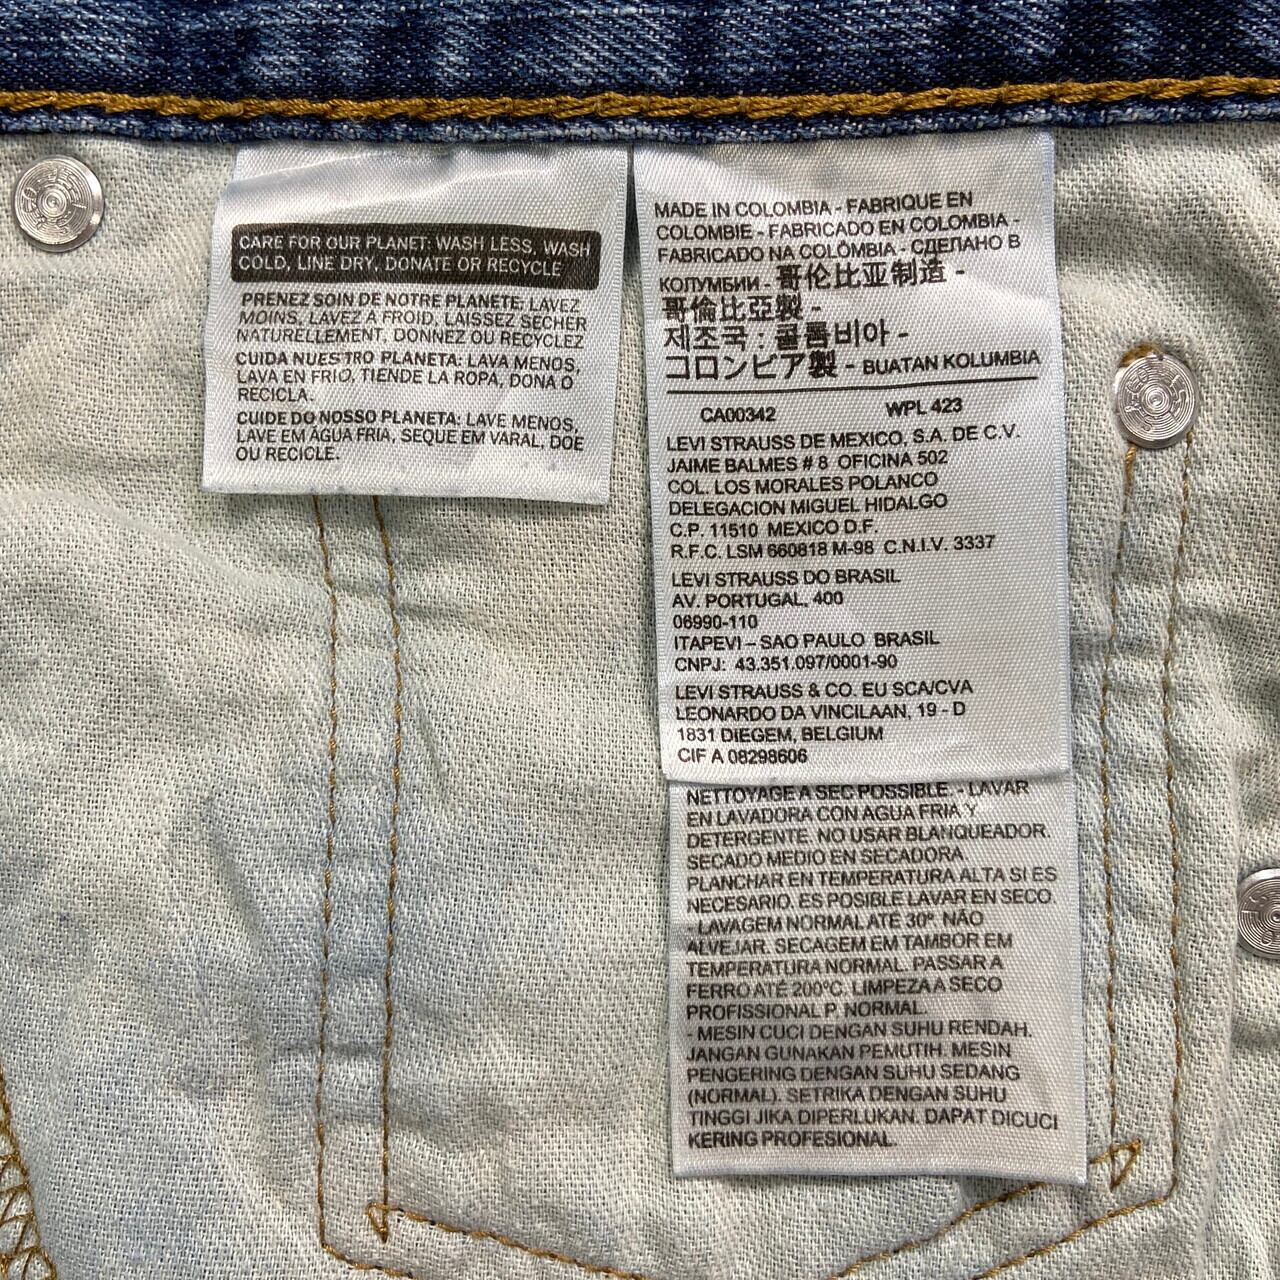 CARE FOR OUR PLANET: WASH LESS, WASH
COLD, LINE DRY, DONATE OR RECYCLE
PRENEZ SOIN DE NOTRE PLANETE: LAVEZ
MOINS, LAVEZ A FROID, LAISSEZ SECHER
NATURELLEMENT, DONNEZ OU RECYCLEZ
CUIDA NUESTRO PLANETA: LAVA MENOS,
LAVA EN FRIO, TIENDE LA ROPA, DONA O
RECICLA.
CUIDE DO NOSSO PLANETA: LAVE MENOS,
LAVE EM ÁGUA FRIA, SEQUE EM VARAL, DOE
OU RECICLE.
MADE IN COLOMBIA - FABRIQUE EN
COLOMBIE - FABRICADO EN COLOMBIA -
FABRICADO NA COLÔMBIA - СДЕЛАНО В
КОЛУМБИИ - 哥伦比亚制造 -
哥倫比亞製 -
제조국 : 콜롬비아 -
コロンビア製 - BUATAN KOLUMBIA
CA00342 WPL 423
LEVI STRAUSS DE MEXICO, S.A. DE C.V.
JAIME BALMES # 8 OFICINA 502
COL. LOS MORALES POLANCO
DELEGACION MIGUEL HIDALGO
C.P. 11510 MEXICO D.F.
R.F.C. LSM 660818 M-98 C.N.I.V. 3337
LEVI STRAUSS DO BRASIL
AV. PORTUGAL, 400
06990-110
ITAPEVI – SAO PAULO BRASIL
CNPJ: 43.351.097/0001-90
LEVI STRAUSS & CO. EU SCA/CVA
LEONARDO DA VINCILAAN, 19 - D
1831 DIEGEM, BELGIUM
CIF A 08298606
NETTOYAGE A SEC POSSIBLE. - LAVAR
EN LAVADORA CON AGUA FRIA Y
DETERGENTE. NO USAR BLANQUEADOR.
SECADO MEDIO EN SECADORA.
PLANCHAR EN TEMPERATURA ALTA SI ES
NECESARIO. ES POSIBLE LAVAR EN SECO.
- LAVAGEM NORMAL ATÉ 30°. NÃO
ALVEJAR. SECAGEM EM TAMBOR EM
TEMPERATURA NORMAL. PASSAR A
FERRO ATÉ 200°C. LIMPEZA A SECO
PROFISSIONAL P, NORMAL.
- MESIN CUCI DENGAN SUHU RENDAH.
JANGAN GUNAKAN PEMUTIH. MESIN
PENGERING DENGAN SUHU SEDANG
(NORMAL). SETRIKA DENGAN SUHU
TINGGI JIKA DIPERLUKAN. DAPAT DICUCI
KERING PROFESIONAL.